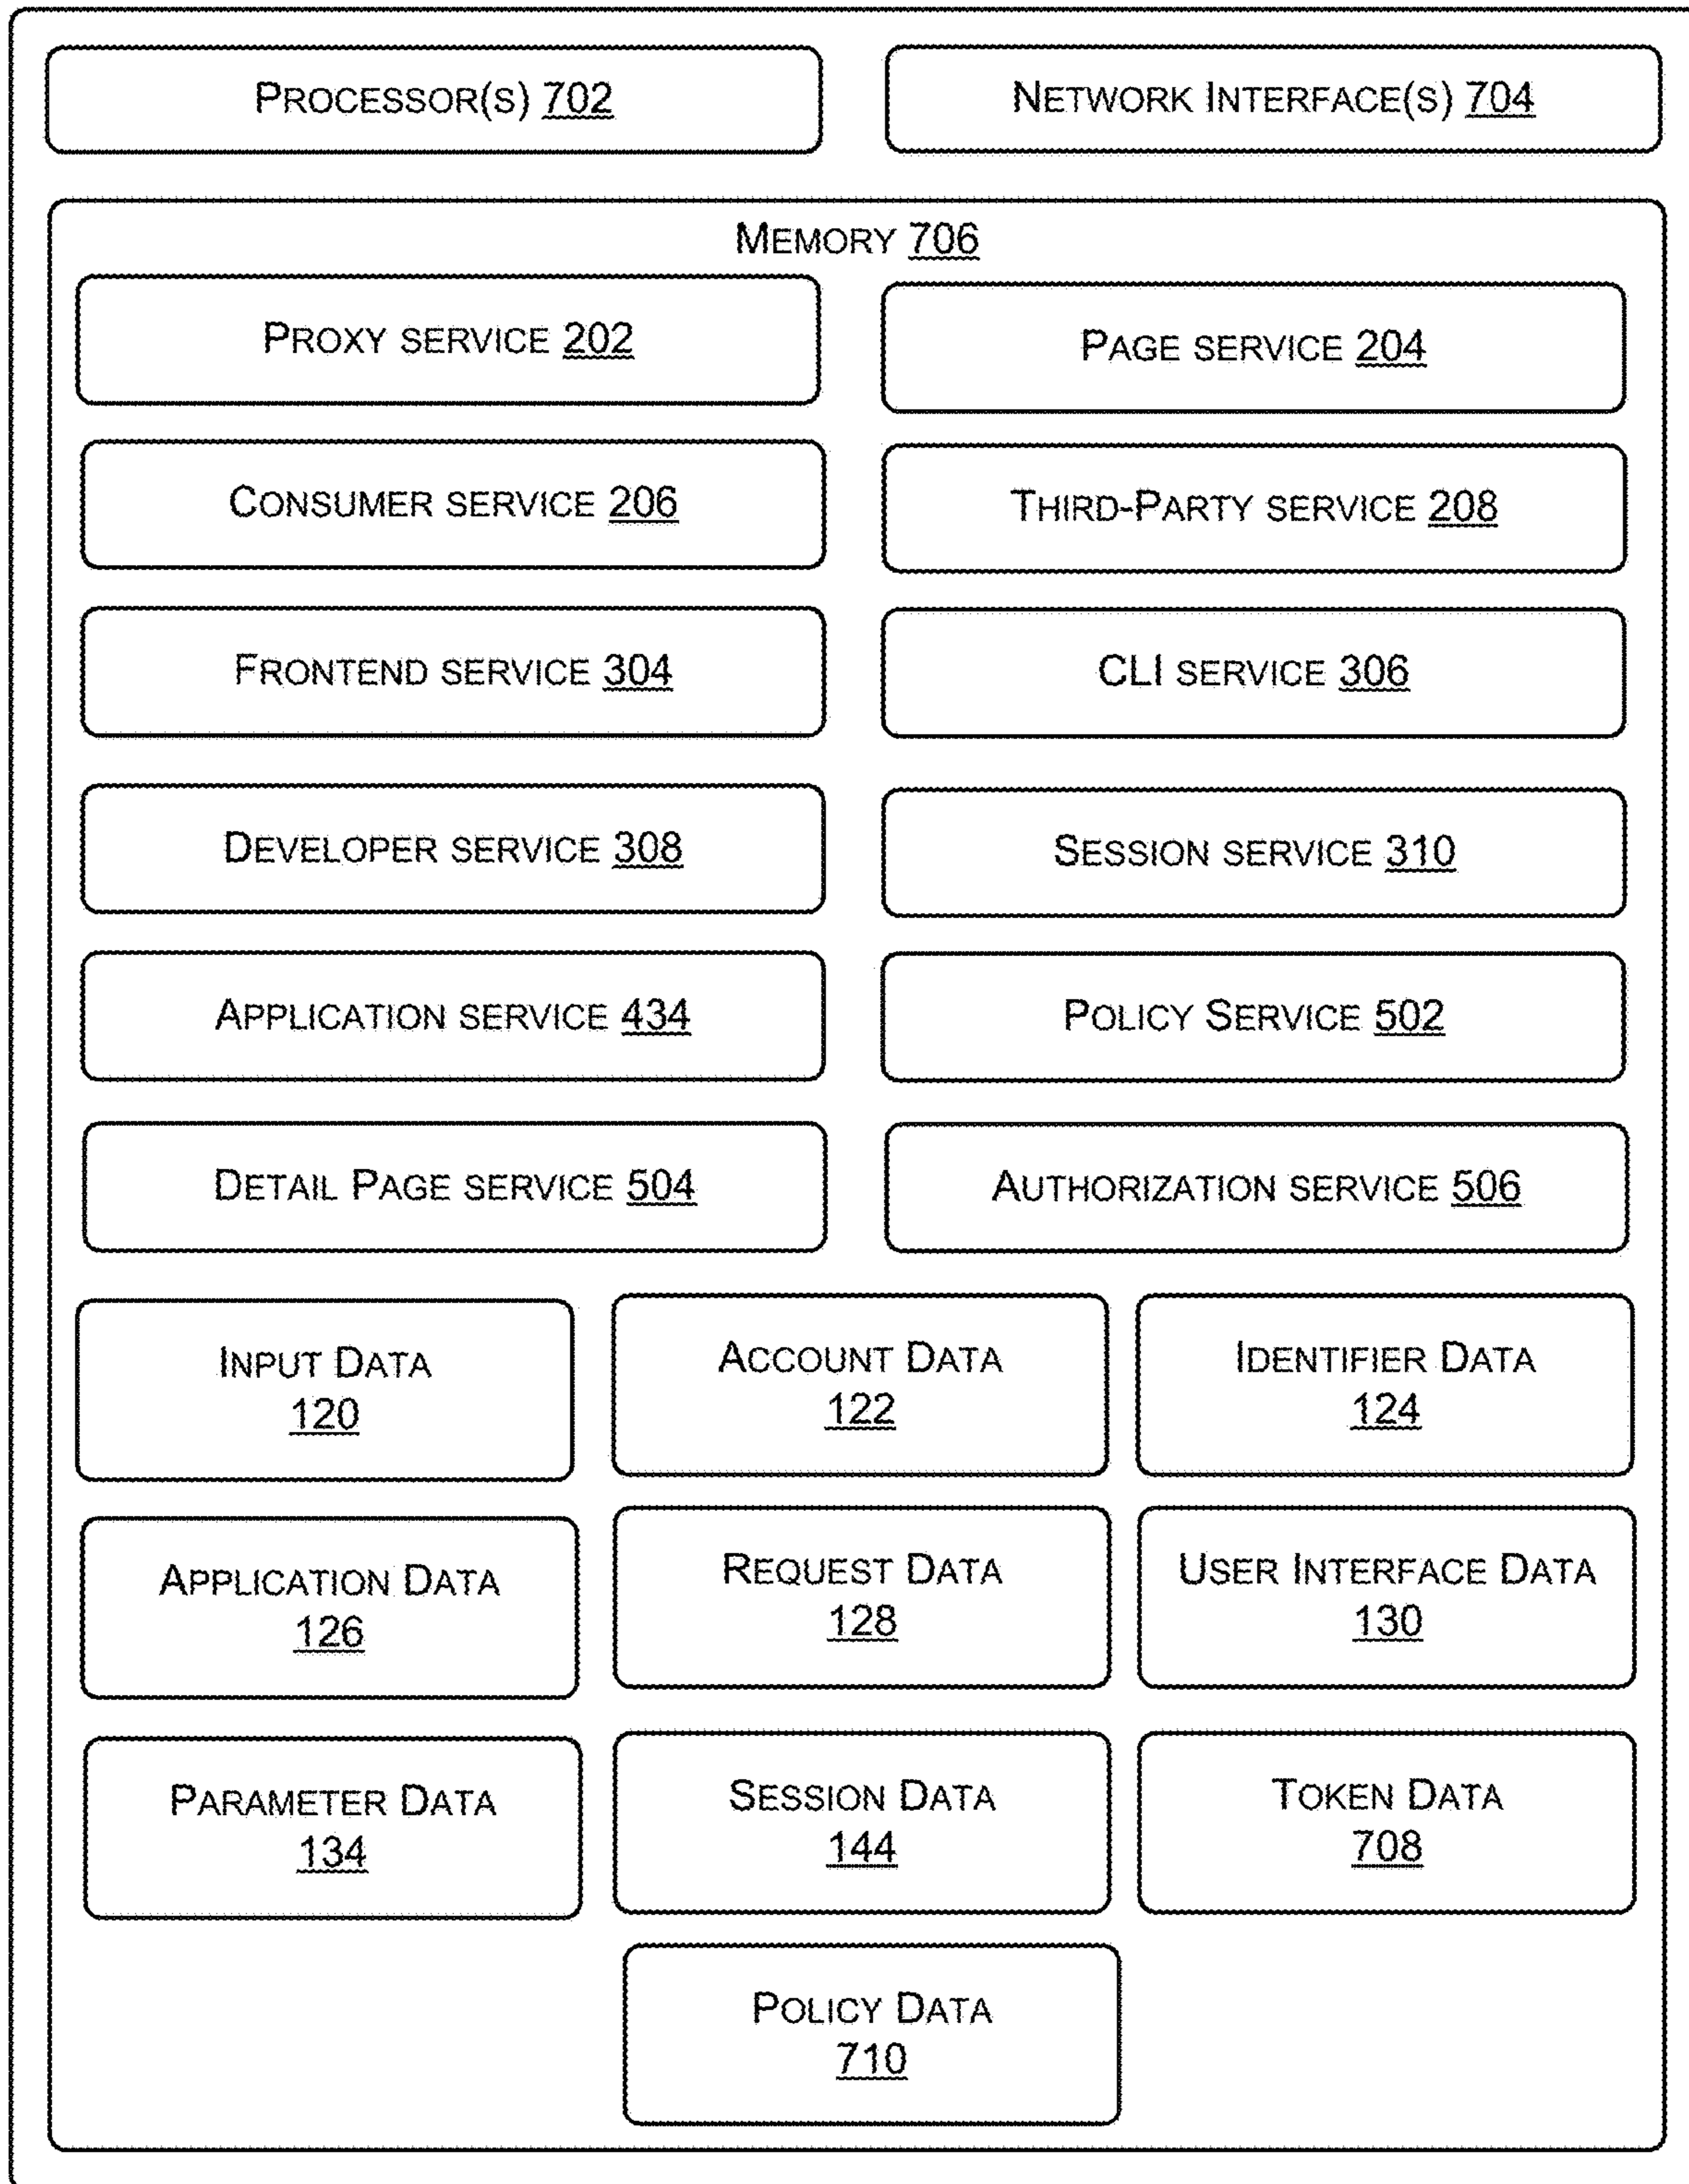 PROCESSOR(S) 702
NETWORK INTERFACE(S) 704
MEMORY 706
PROXY SERVICE 202
PAGE SERVICE 204
CONSUMER SERVICE 206
THIRD-PARTY SERVICE 208
FRONTEND SERVICE 304
CLI SERVICE 306
DEVELOPER SERVICE 308
SESSION SERVICE 310
APPLICATION SERVICE 434
POLICY SERVICE 502
DETAIL PAGE SERVICE 504
AUTHORIZATION SERVICE 506
INPUT DATA
120
ACCOUNT DATA
122
IDENTIFIER DATA
124
APPLICATION DATA
126
REQUEST DATA
128
USER INTERFACE DATA
130
PARAMETER DATA
134
SESSION DATA
144
TOKEN DATA
708
POLICY DATA
710